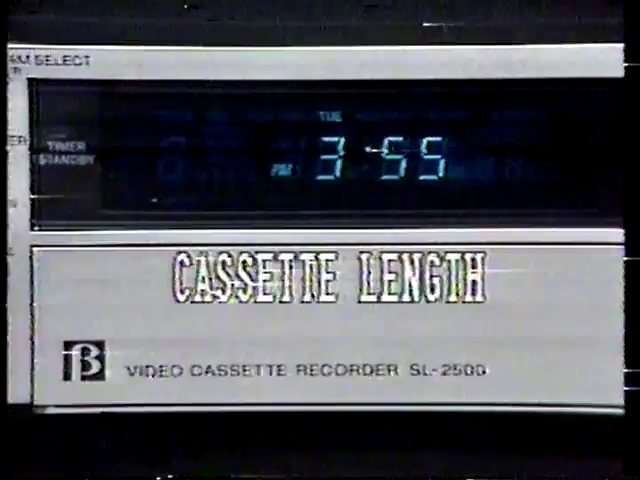 AM SELECT
TUE
TIMER
STANDBY
PM 3 55
CASSETTE LENGTH
β VIDEO CASSETTE RECORDER SL-2500